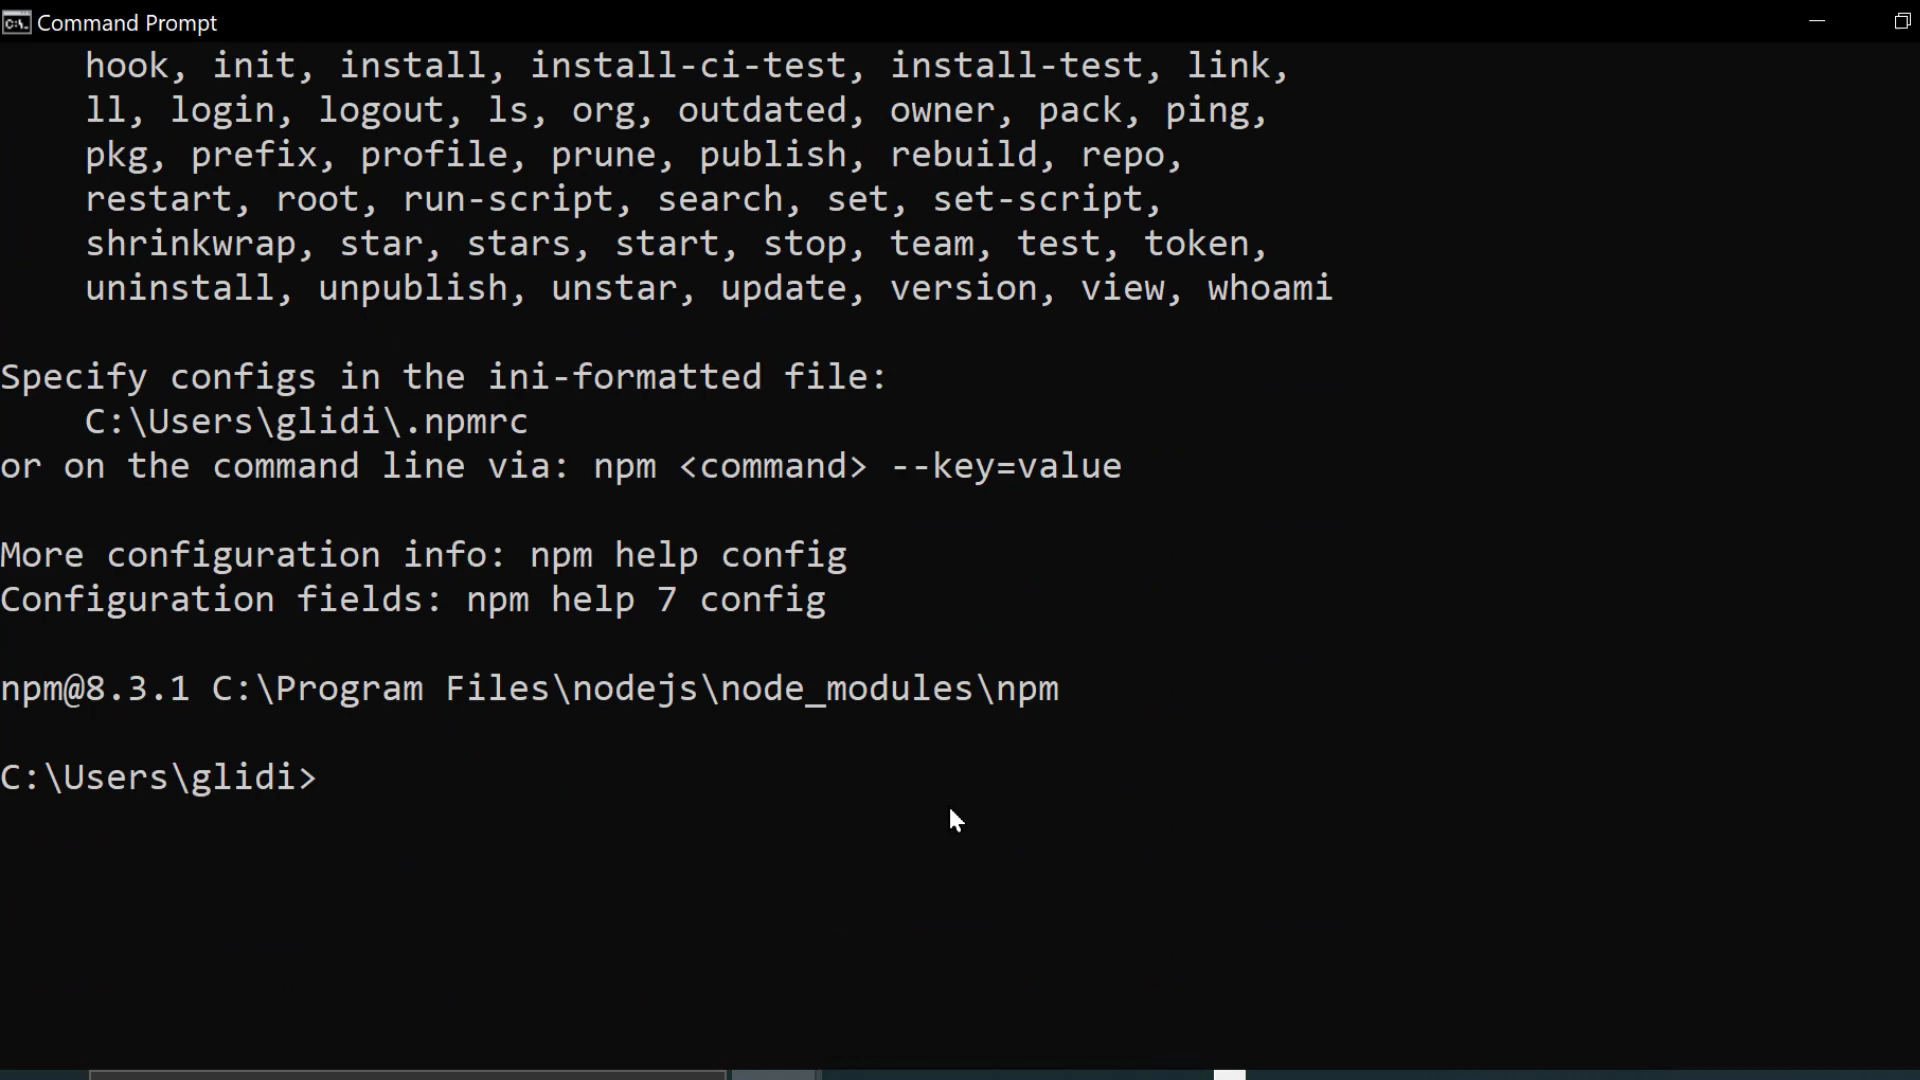 Command Prompt
hook, init, install, install-ci-test, install-test, link,
ll, login, logout, ls, org, outdated, owner, pack, ping,
pkg, prefix, profile, prune, publish, rebuild, repo,
restart, root, run-script, search, set, set-script,
shrinkwrap, star, stars, start, stop, team, test, token,
uninstall, unpublish, unstar, update, version, view, whoami
Specify configs in the ini-formatted file:
C:\Users\glidi\.npmrc
or on the command line via: npm <command> --key=value
More configuration info: npm help config
Configuration fields: npm help 7 config
npm@8.3.1 C:\Program Files\nodejs\node_modules\npm
C:\Users\glidi>